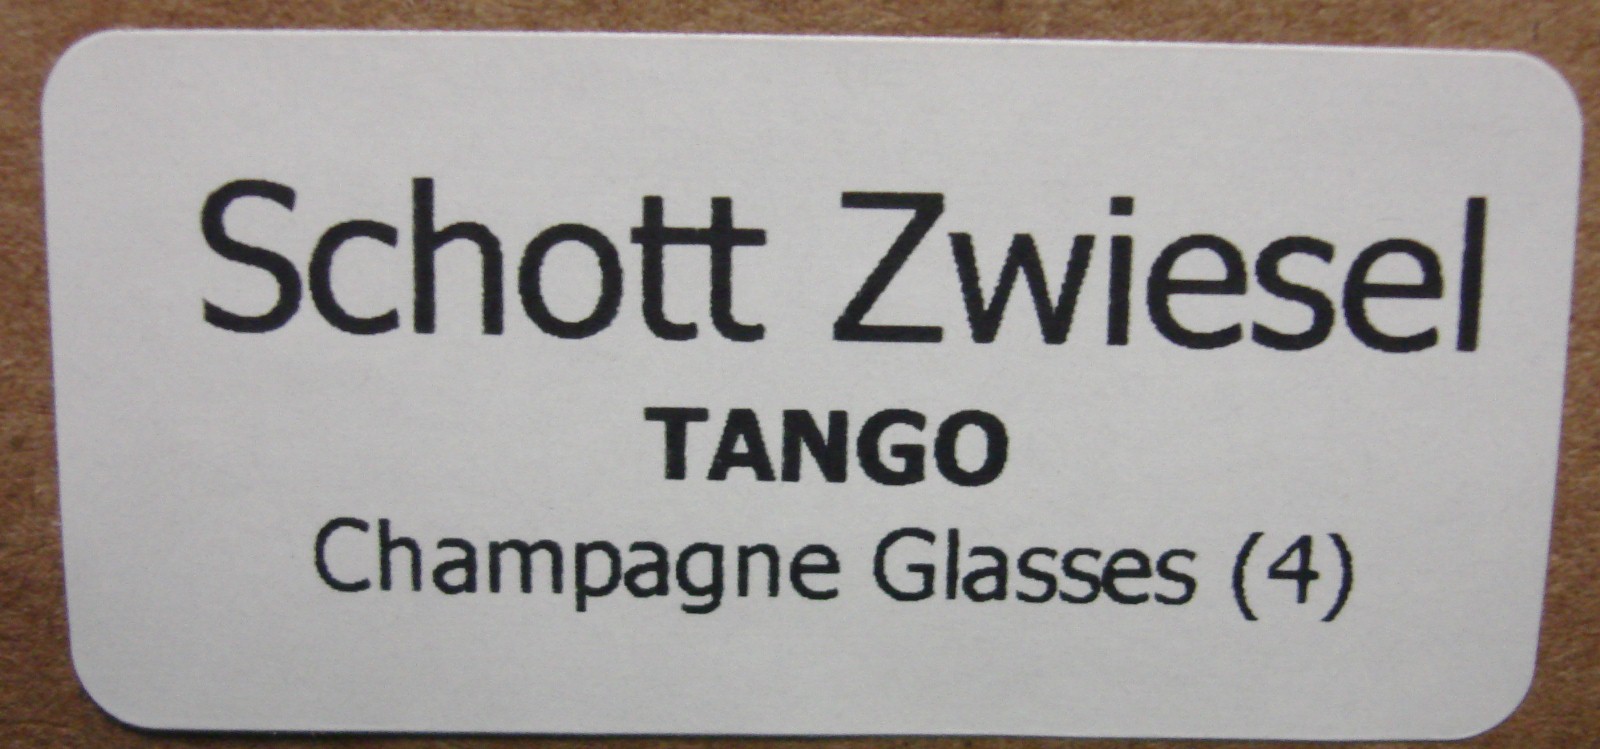 Schott Zwiesel
TANGO
Champagne Glasses (4)